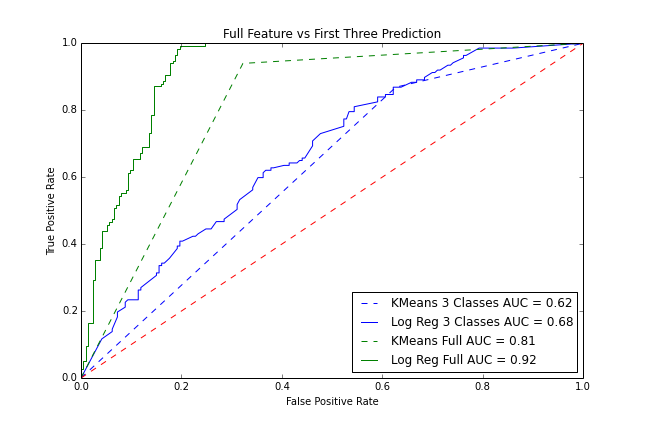 Full Feature vs First Three Prediction
1.0
0.8
0.6
0.4
0.2
0.0
True Positive Rate
0.0 0.2 0.4 0.6 0.8 1.0
False Positive Rate
KMeans 3 Classes AUC = 0.62
Log Reg 3 Classes AUC = 0.68
KMeans Full AUC = 0.81
Log Reg Full AUC = 0.92